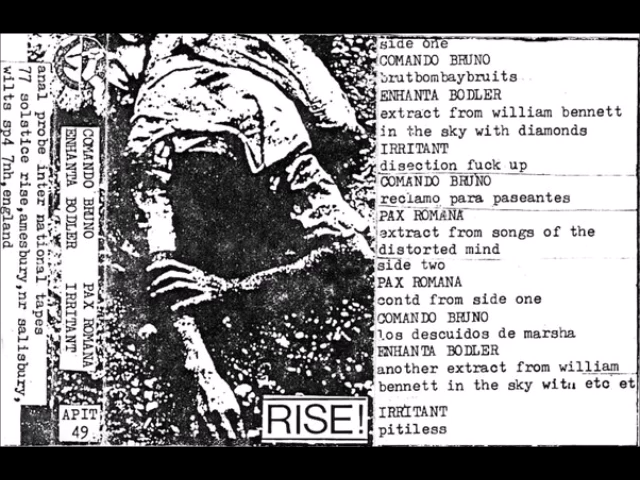 anal probe inter national tapes
77 solstice rise,amesbury,nr salisbury,
wilts sp4 7nh,england
COMANDO BRUNO PAX ROMANA
ENHANTA BODLER IRRITANT
APIT
49
RISE!
side one
COMANDO BRUNO
brutbombaybruits
ENHANTA BODLER
extract from william bennett
in the sky with diamonds
IRRITANT
disection fuck up
COMANDO BRUNO
reclamo para paseantes
PAX ROMANA
extract from songs of the
distorted mind
side two
PAX ROMANA
contd from side one
COMANDO BRUNO
los descuidos de marsha
ENHANTA BODLER
another extract from william
bennett in the sky with etc et
IRRITANT
pitiless